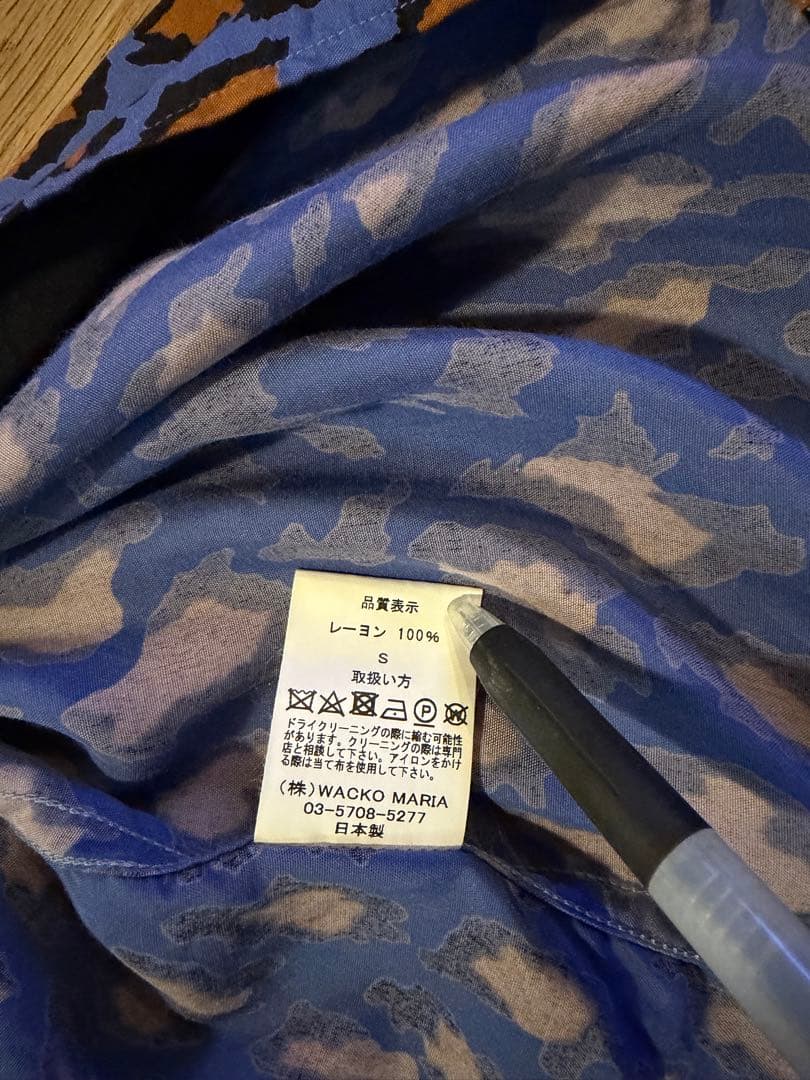 品質表示
レーヨン 100%
S
取扱い方
P W
ドライクリーニングの際に縮む可能性
があります。クリーニングの際は専門
店と相談して下さい。アイロンをかけ
る際は当て布を使用して下さい。
(株)WACKO MARIA
03-5708-5277
日本製